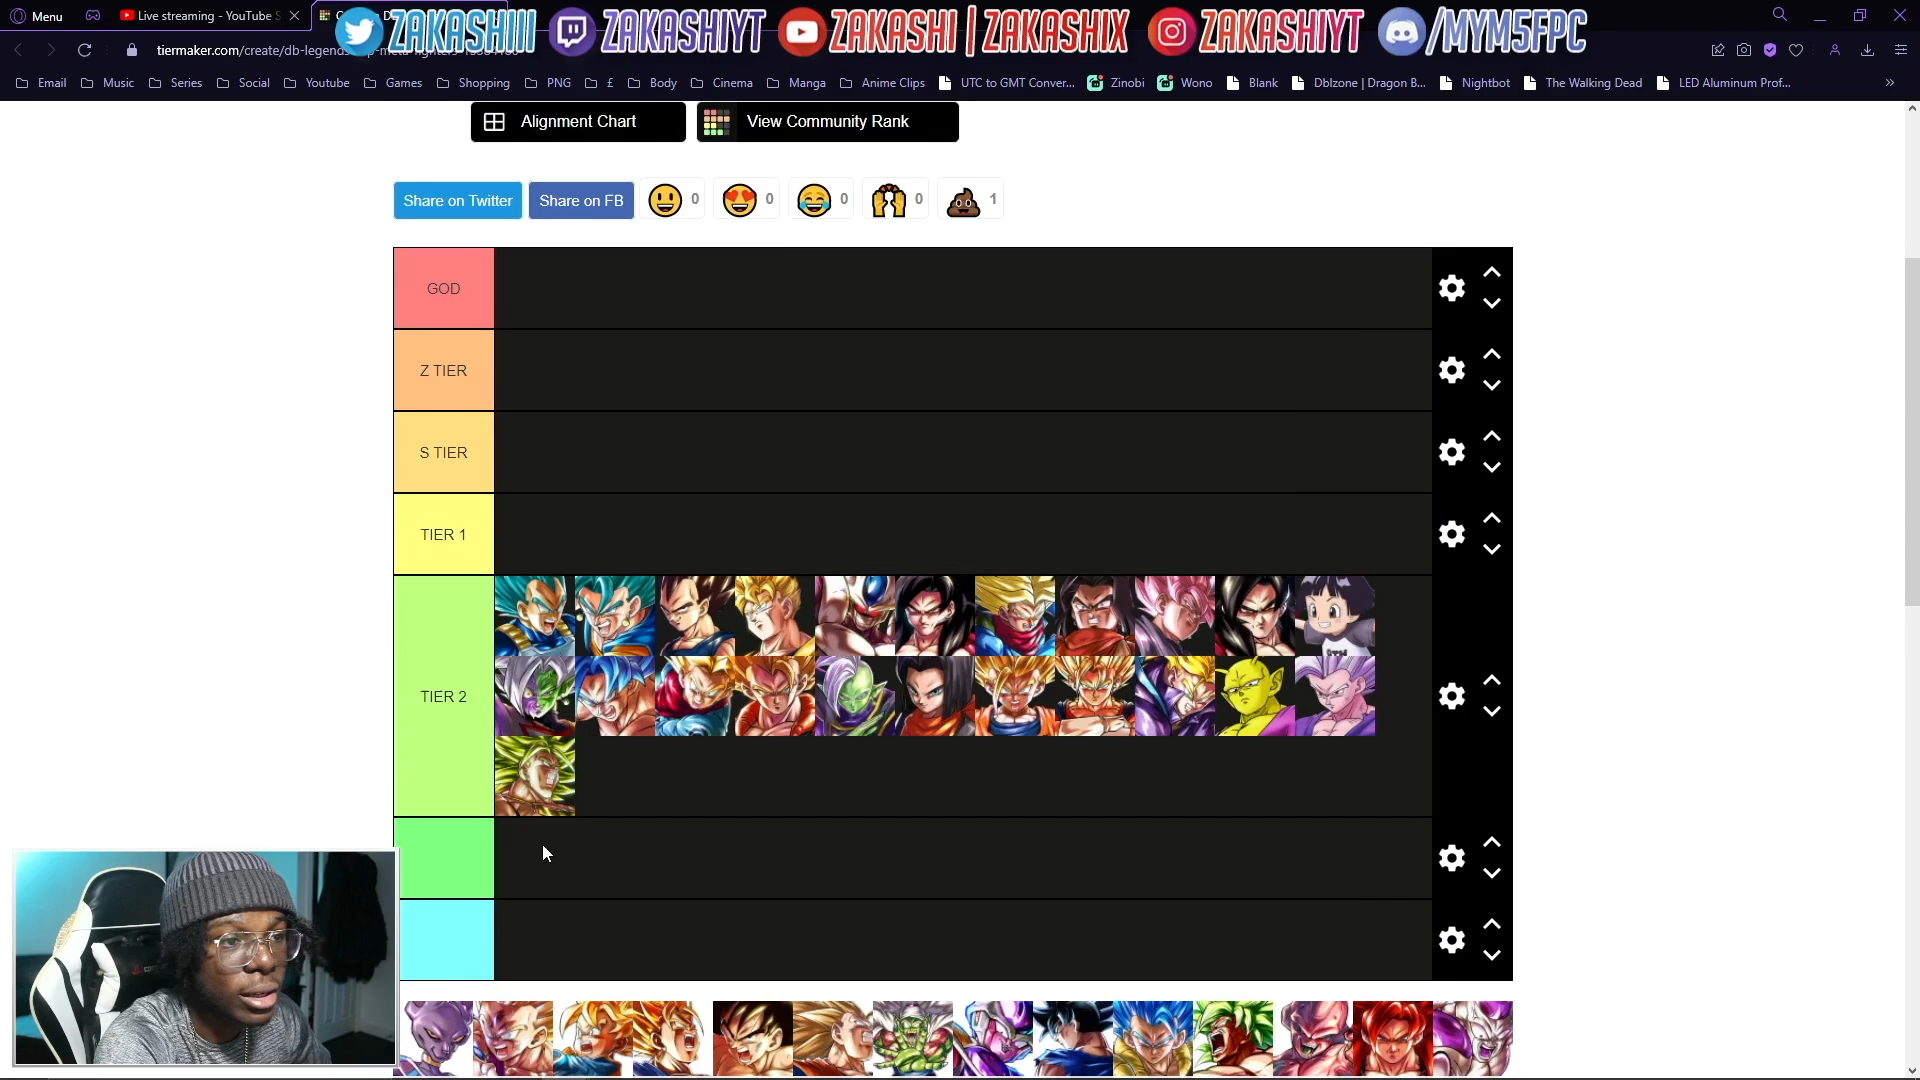 Menu
Live streaming - YouTube S
ZAKASHIII
ZAKASHIYT
ZAKASHI | ZAKASHIX
ZAKASHIYT
/MYM5FPC
tiermaker.com/create/db-legends
Email Music Series Social Youtube Games Shopping PNG £ Body Cinema Manga Anime Clips UTC to GMT Conver... Zinobi Wono Blank Dblzone | Dragon B... Nightbot The Walking Dead LED Aluminum Prof... »
Alignment Chart
View Community Rank
Share on Twitter
Share on FB
0
0
0
0
1
GOD
Z TIER
S TIER
TIER 1
TIER 2